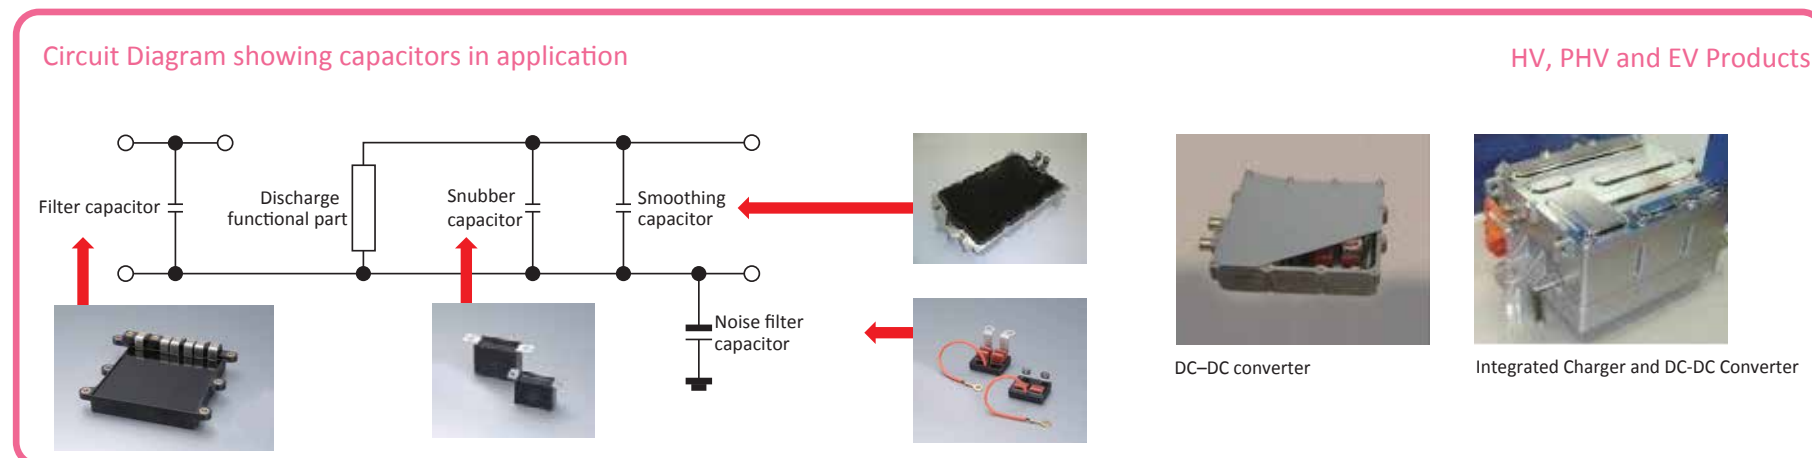 Circuit Diagram showing capacitors in application
HV, PHV and EV Products
Filter capacitor
Discharge
functional part
Snubber
capacitor
Smoothing
capacitor
Noise filter
capacitor
DC–DC converter
Integrated Charger and DC-DC Converter